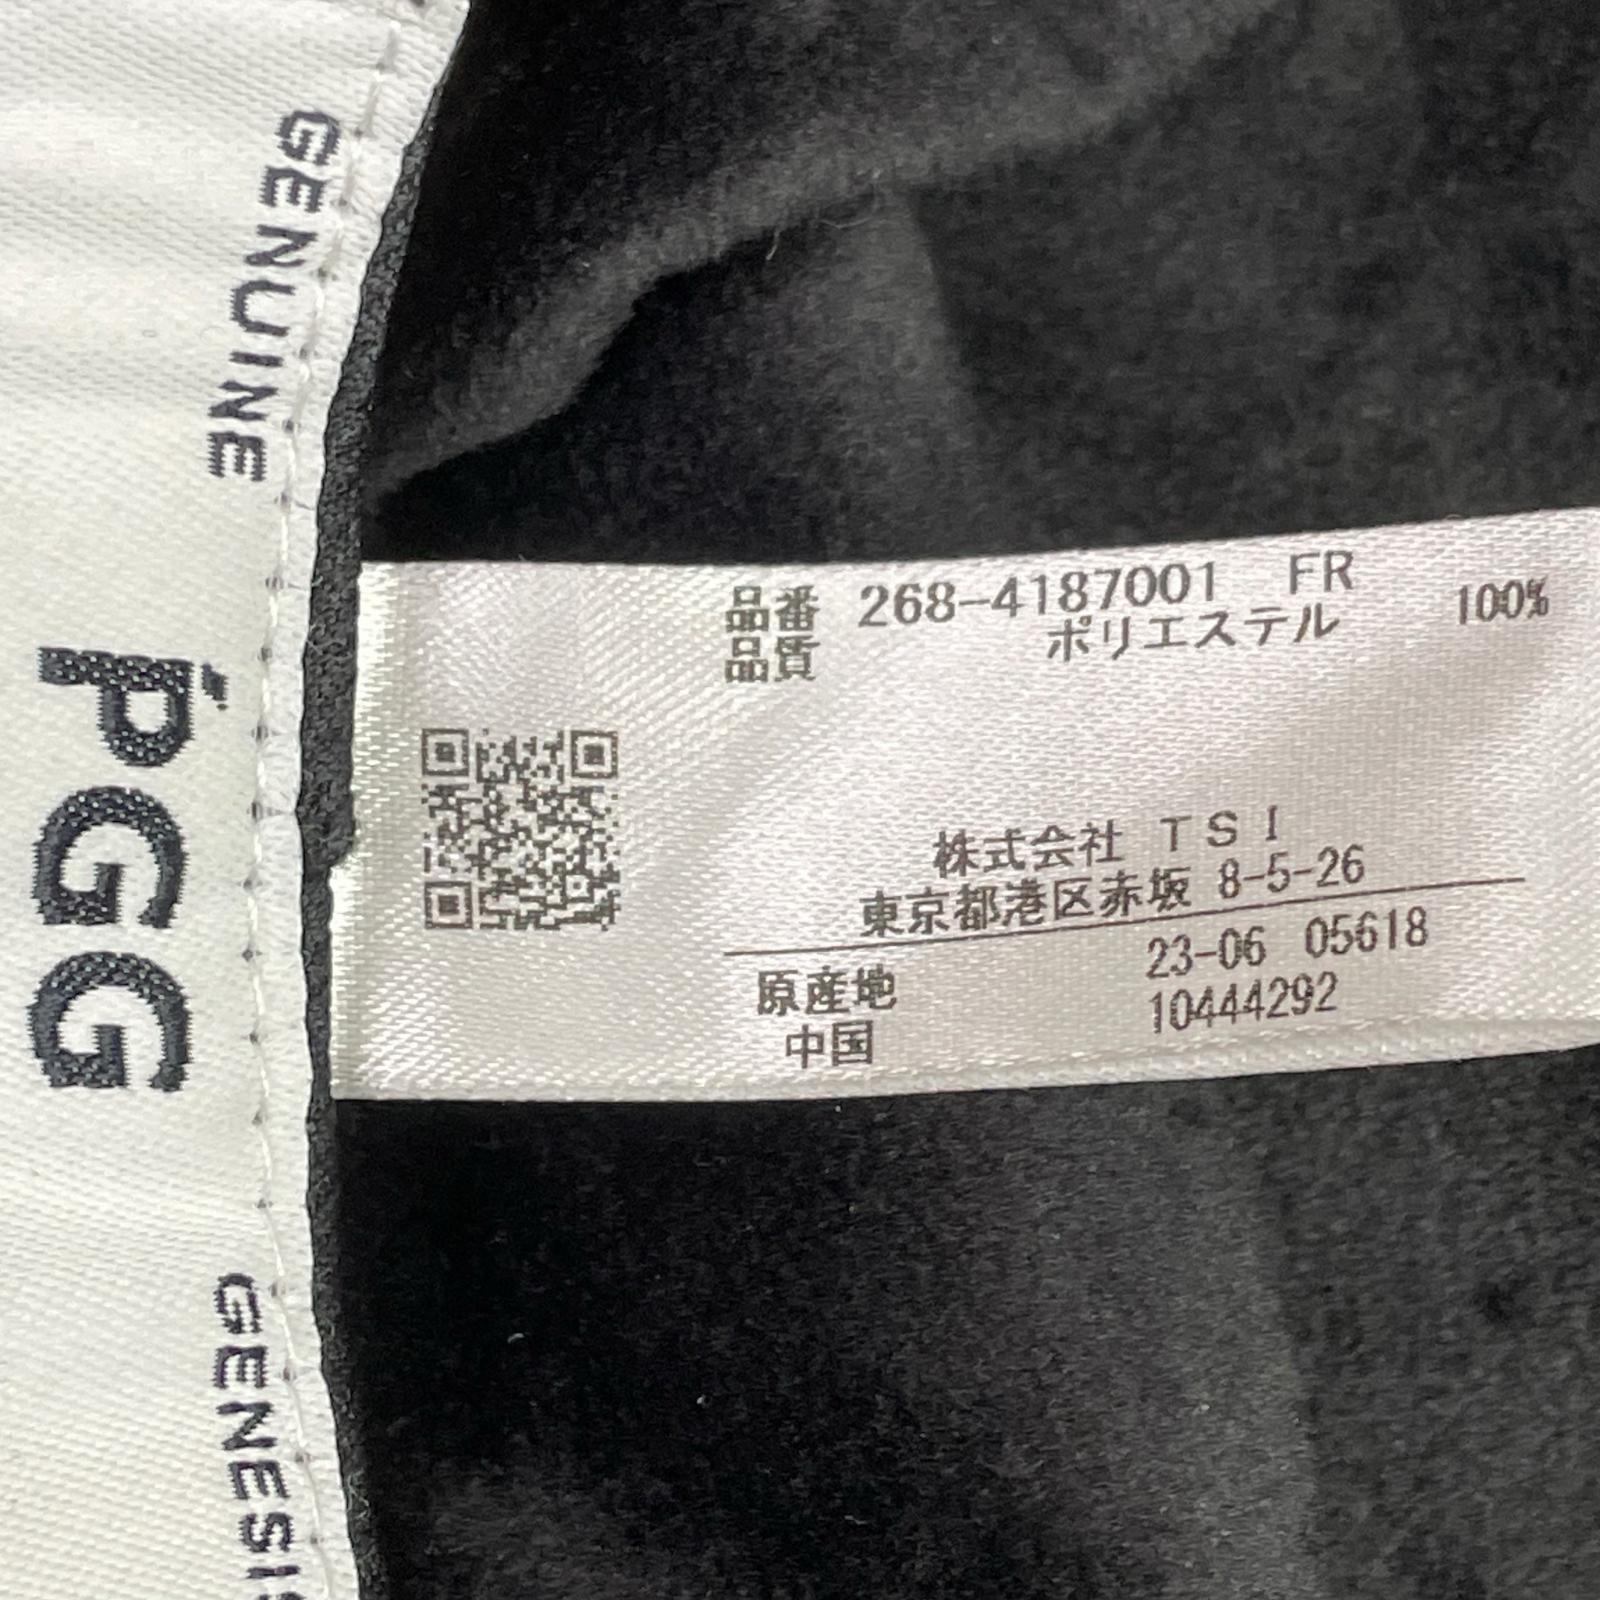 GENUINE
PGG
GENESIS
品番 268-4187001 FR
品質 ポリエステル 100%
株式会社 TSI
東京都港区赤坂 8-5-26
原産地
中国
23-06 05618
10444292